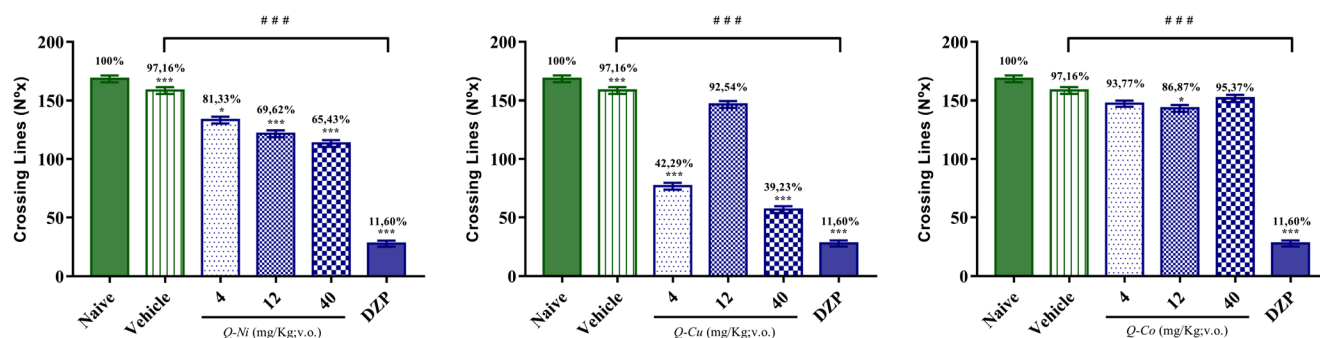 # # #
200
150
100
50
0
Crossing Lines (Nºx)
100%
97,16%
***
81,33%
*
69,62%
***
65,43%
***
11,60%
***
Naive
Vehicle
4
12
40
DZP
Q-Ni (mg/Kg;v.o.)
# # #
200
150
100
50
0
Crossing Lines (Nºx)
100%
97,16%
***
42,29%
***
92,54%
39,23%
***
11,60%
***
Naive
Vehicle
4
12
40
DZP
Q-Cu (mg/Kg;v.o.)
# # #
200
150
100
50
0
Crossing Lines (Nºx)
100%
97,16%
93,77%
86,87%
*
95,37%
11,60%
***
Naive
Vehicle
4
12
40
DZP
Q-Co (mg/Kg;v.o.)